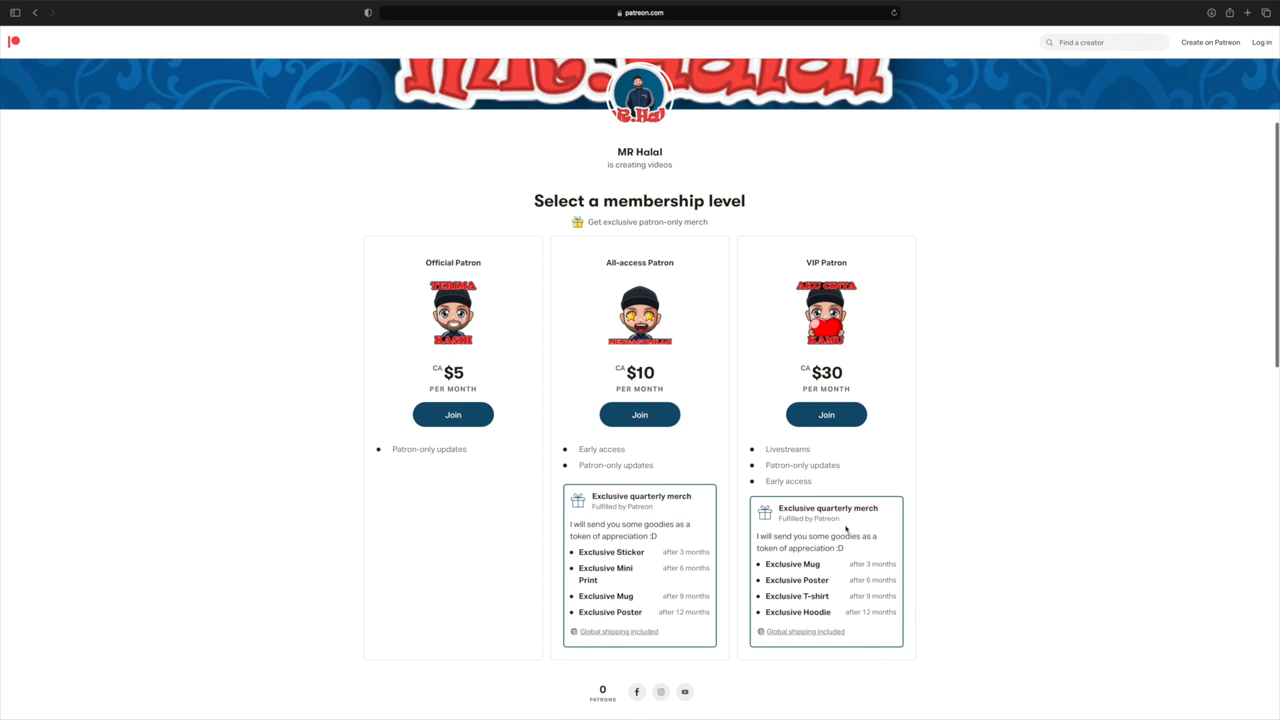 patreon.com
Find a creator
Create on Patreon
Log in
MR.Halal
MR.Hal
MR Halal
is creating videos
Select a membership level
Get exclusive patron-only merch
Official Patron
TERIMA
KASIH
CA $5
PER MONTH
Join
Patron-only updates
All-access Patron
CA $10
PER MONTH
Join
Early access
Patron-only updates
Exclusive quarterly merch
Fulfilled by Patreon
I will send you some goodies as a
token of appreciation :D
Exclusive Sticker after 3 months
Exclusive Mini after 6 months
Print
Exclusive Mug after 9 months
Exclusive Poster after 12 months
Global shipping included
VIP Patron
AKU CINTA
KAMU
CA $30
PER MONTH
Join
Livestreams
Patron-only updates
Early access
Exclusive quarterly merch
Fulfilled by Patreon
I will send you some goodies as a
token of appreciation :D
Exclusive Mug after 3 months
Exclusive Poster after 6 months
Exclusive T-shirt after 9 months
Exclusive Hoodie after 12 months
Global shipping included
0
PATRONS